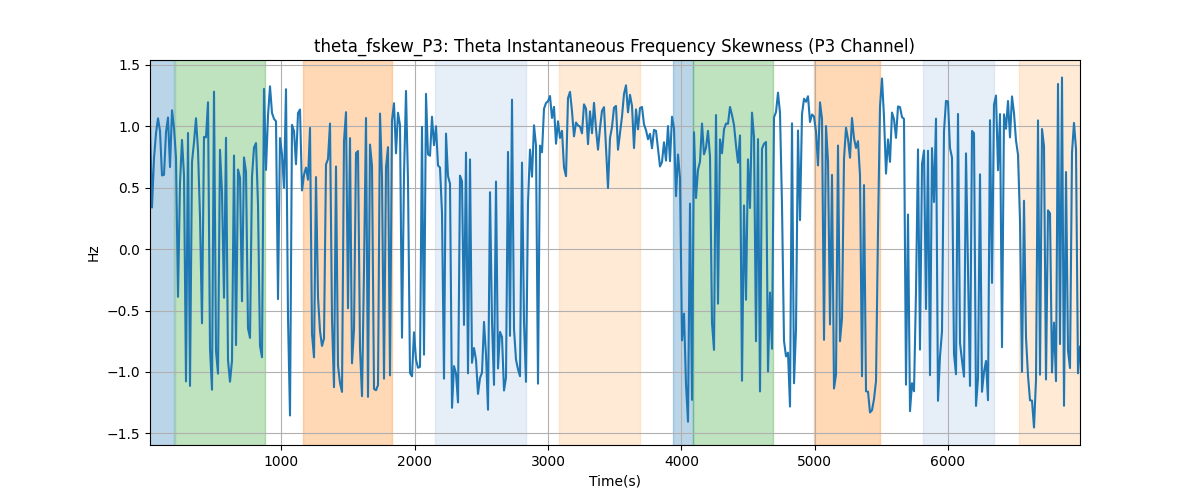 theta_fskew_P3: Theta Instantaneous Frequency Skewness (P3 Channel)
1.5
1.0
0.5
0.0
−0.5
−1.0
−1.5
Hz
1000 2000 3000 4000 5000 6000
Time(s)